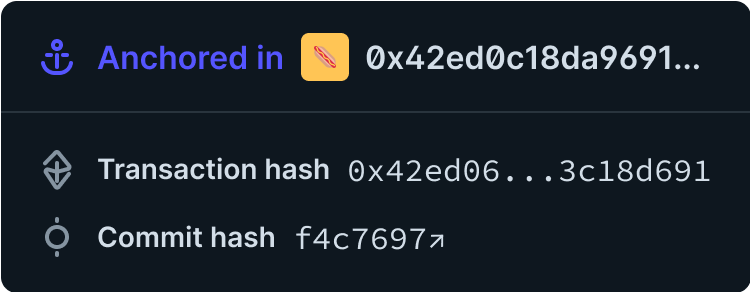 Anchored in 0x42ed0c18da9691...
Transaction hash 0x42ed06...3c18d691
Commit hash f4c7697↗